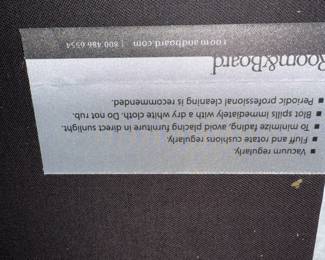 ■ Vacuum regularly.
■ Fluff and rotate cushions regularly.
■ To minimize fading, avoid placing furniture in direct sunlight.
■ Blot spills immediately with a dry white cloth. Do not rub.
■ Periodic professional cleaning is recommended.
Room&Board
roomandboard.com | 800 486 6554